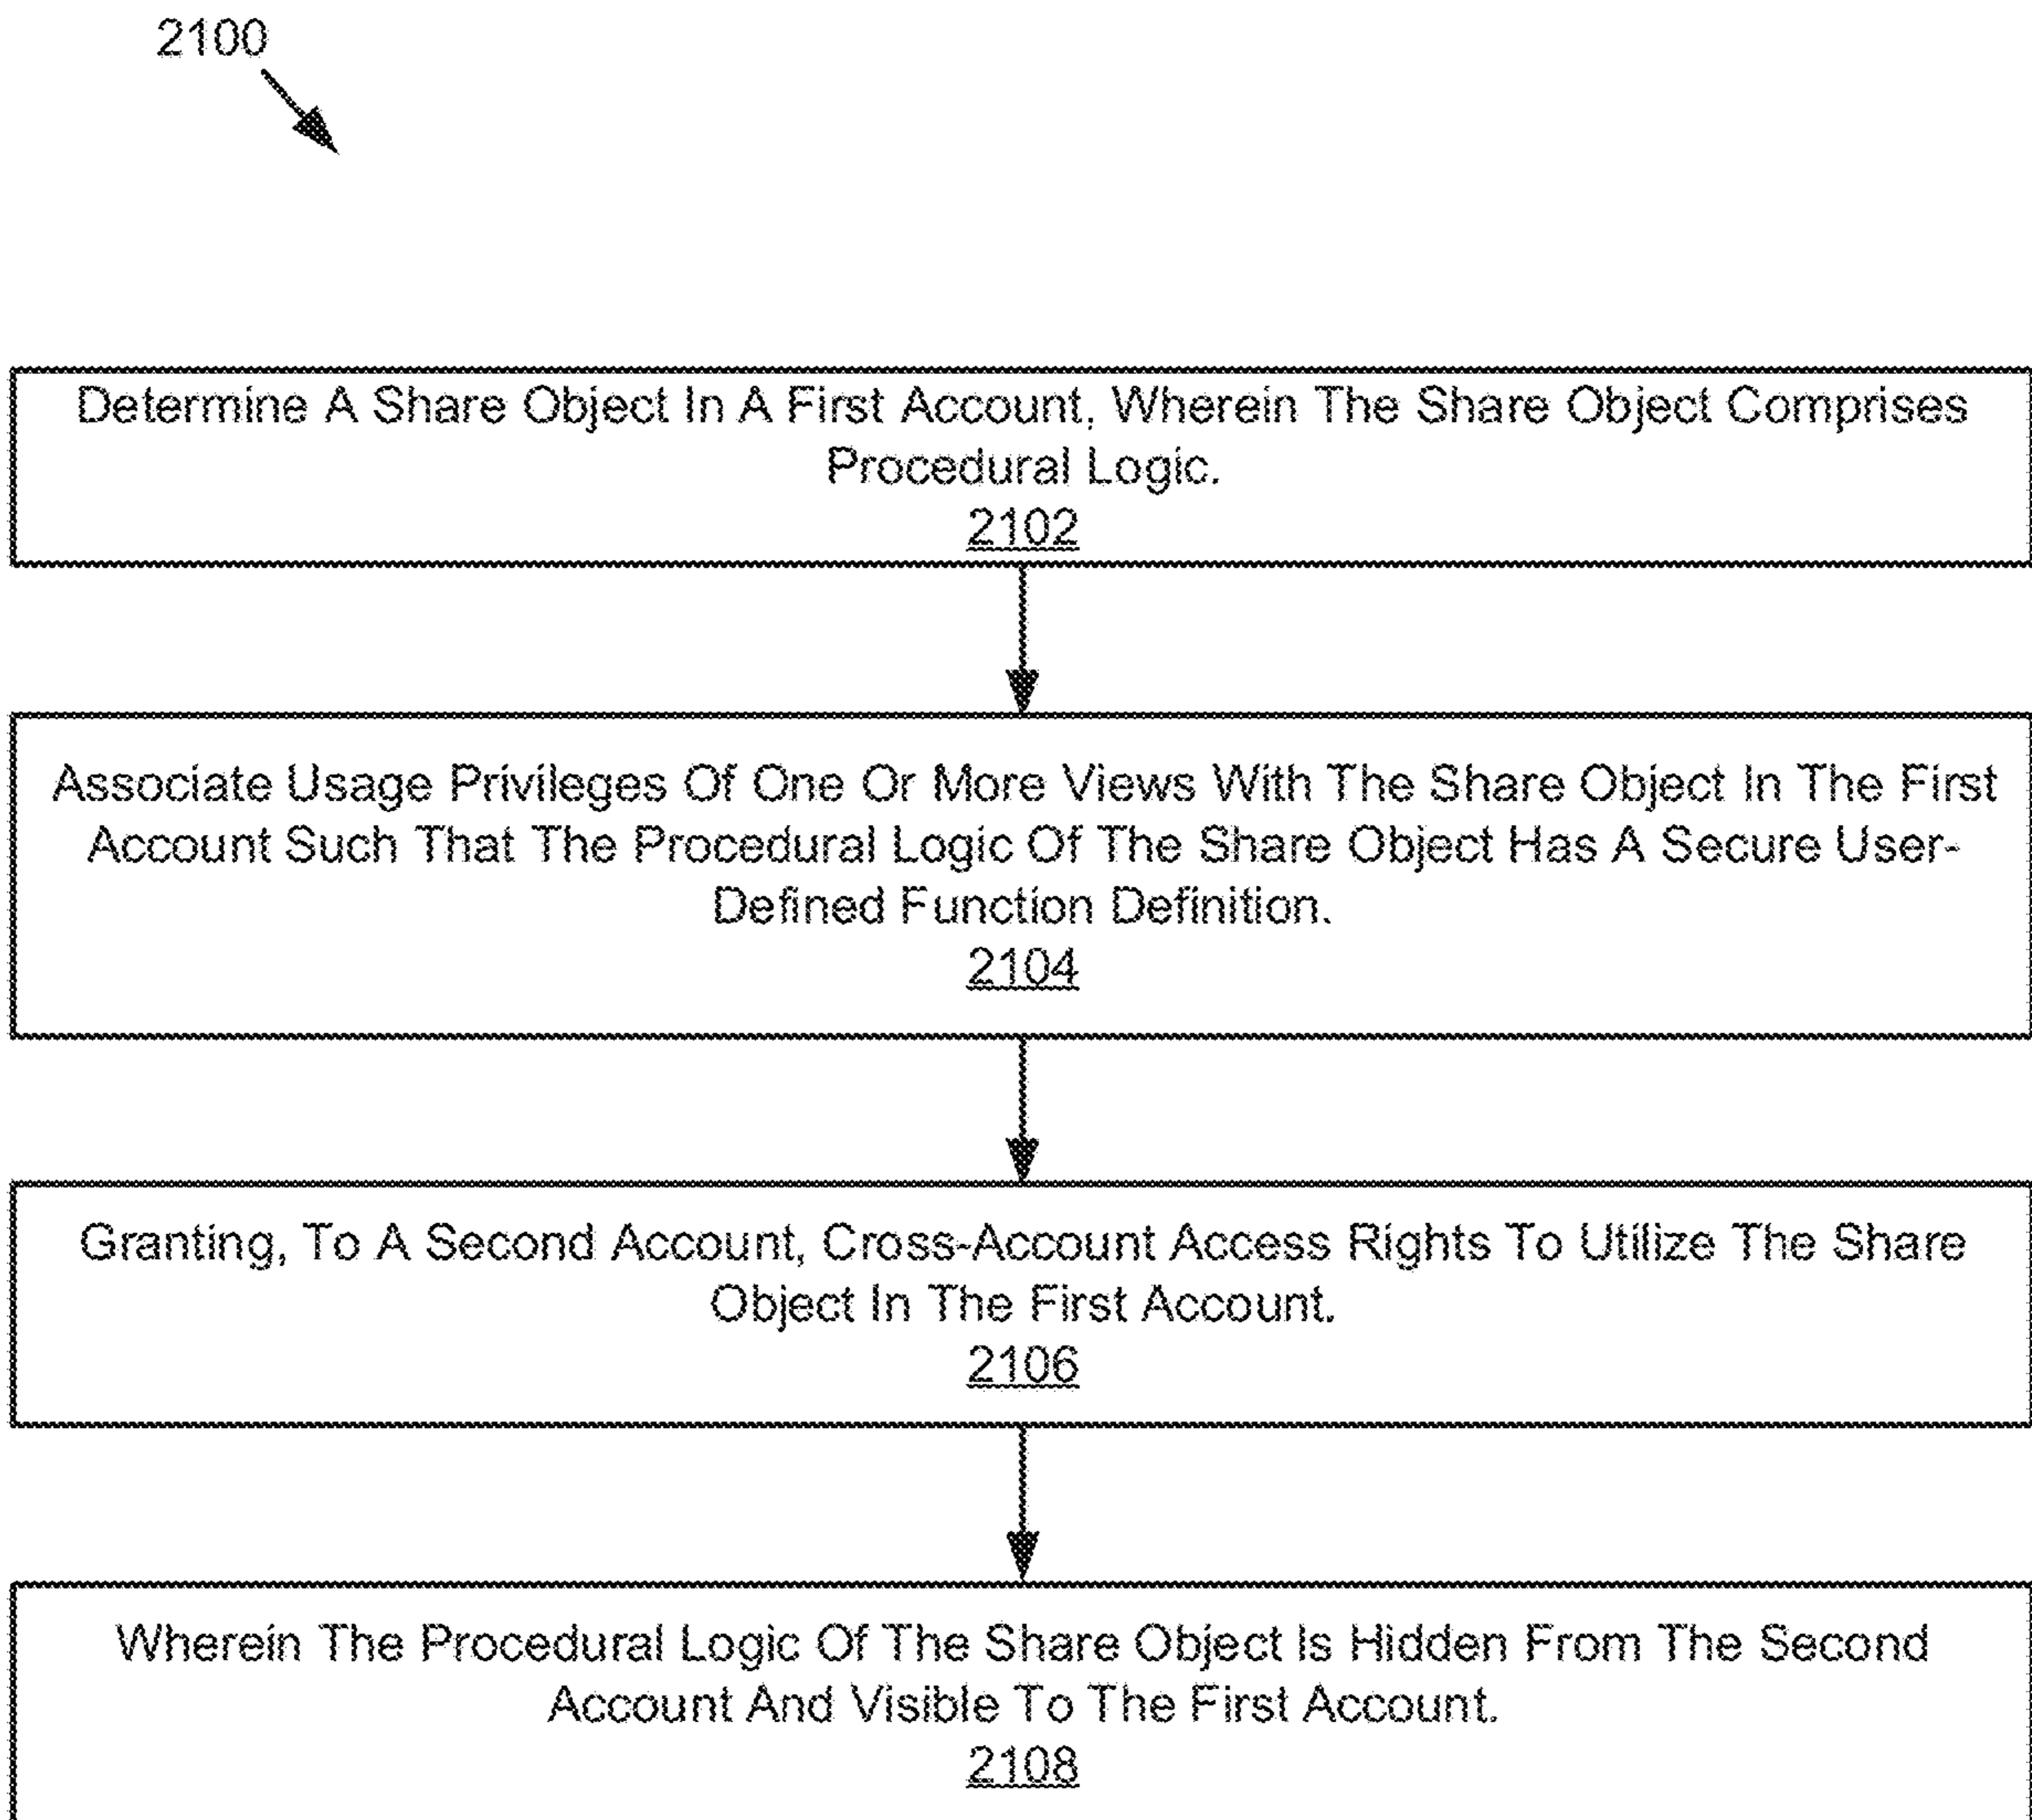 2100
Determine A Share Object In A First Account, Wherein The Share Object Comprises
Procedural Logic.
2102
Associate Usage Privileges Of One Or More Views With The Share Object In The First
Account Such That The Procedural Logic Of The Share Object Has A Secure User-
Defined Function Definition.
2104
Granting, To A Second Account, Cross-Account Access Rights To Utilize The Share
Object In The First Account.
2106
Wherein The Procedural Logic Of The Share Object Is Hidden From The Second
Account And Visible To The First Account.
2108